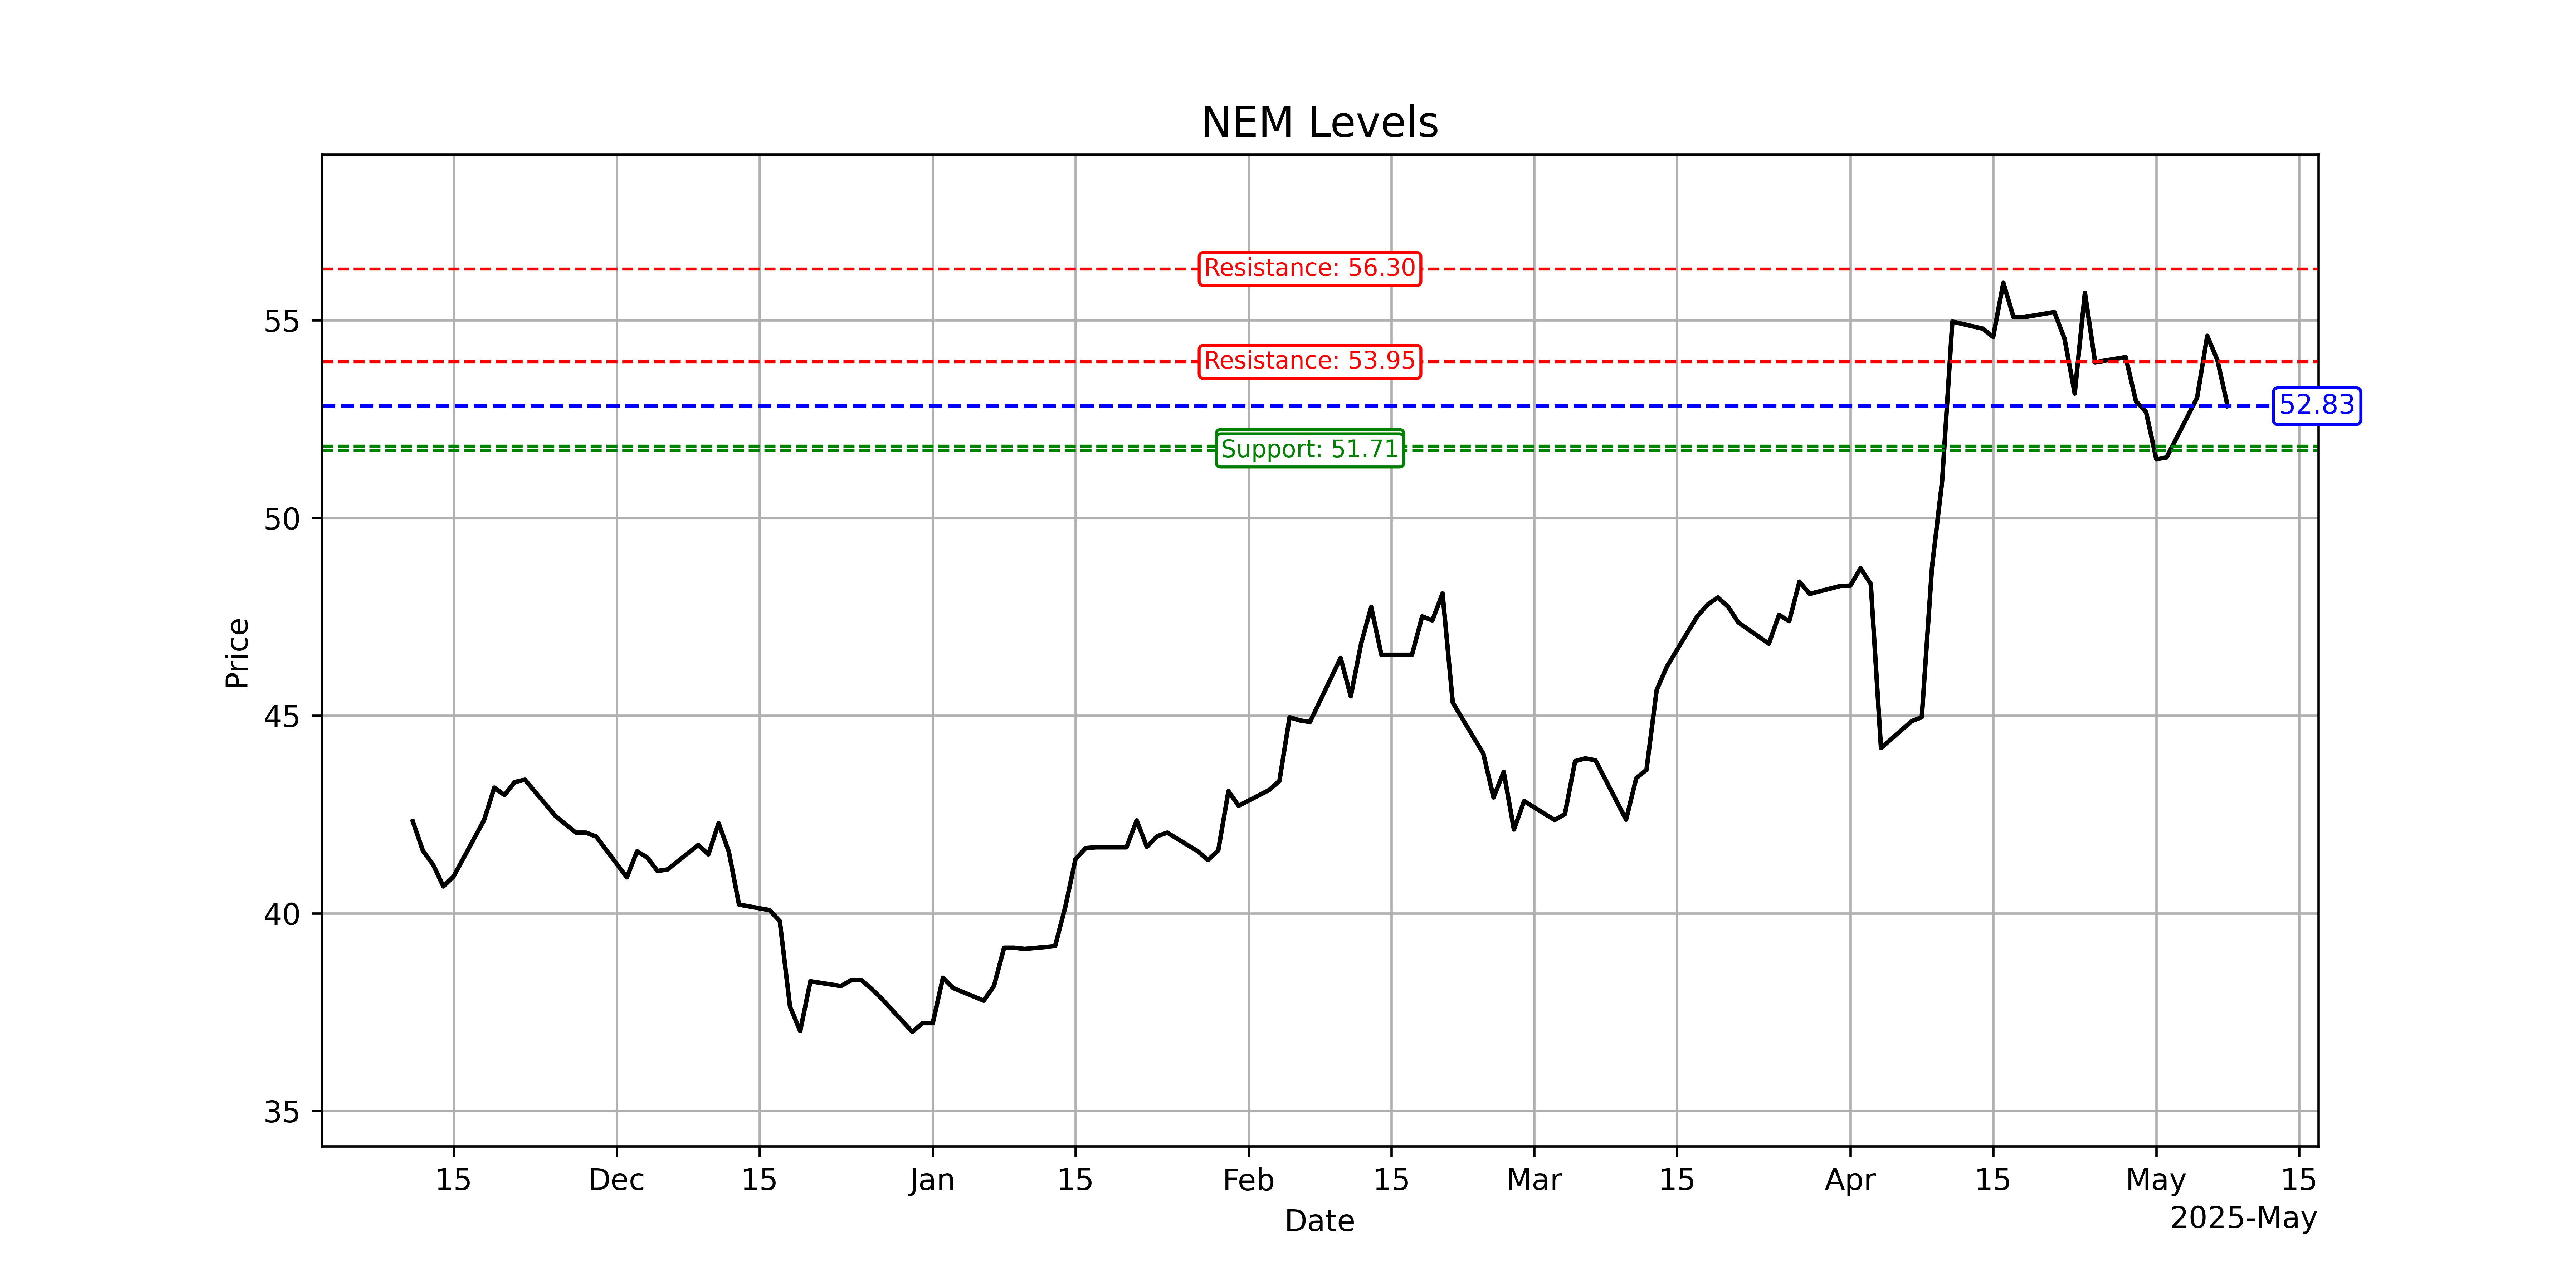 NEM Levels
Resistance: 56.30
55
Resistance: 53.95
52.83
Support: 51.71
50
Price
45
40
35
15 Dec 15 Jan 15 Feb 15 Mar 15 Apr 15 May 15
2025-May
Date